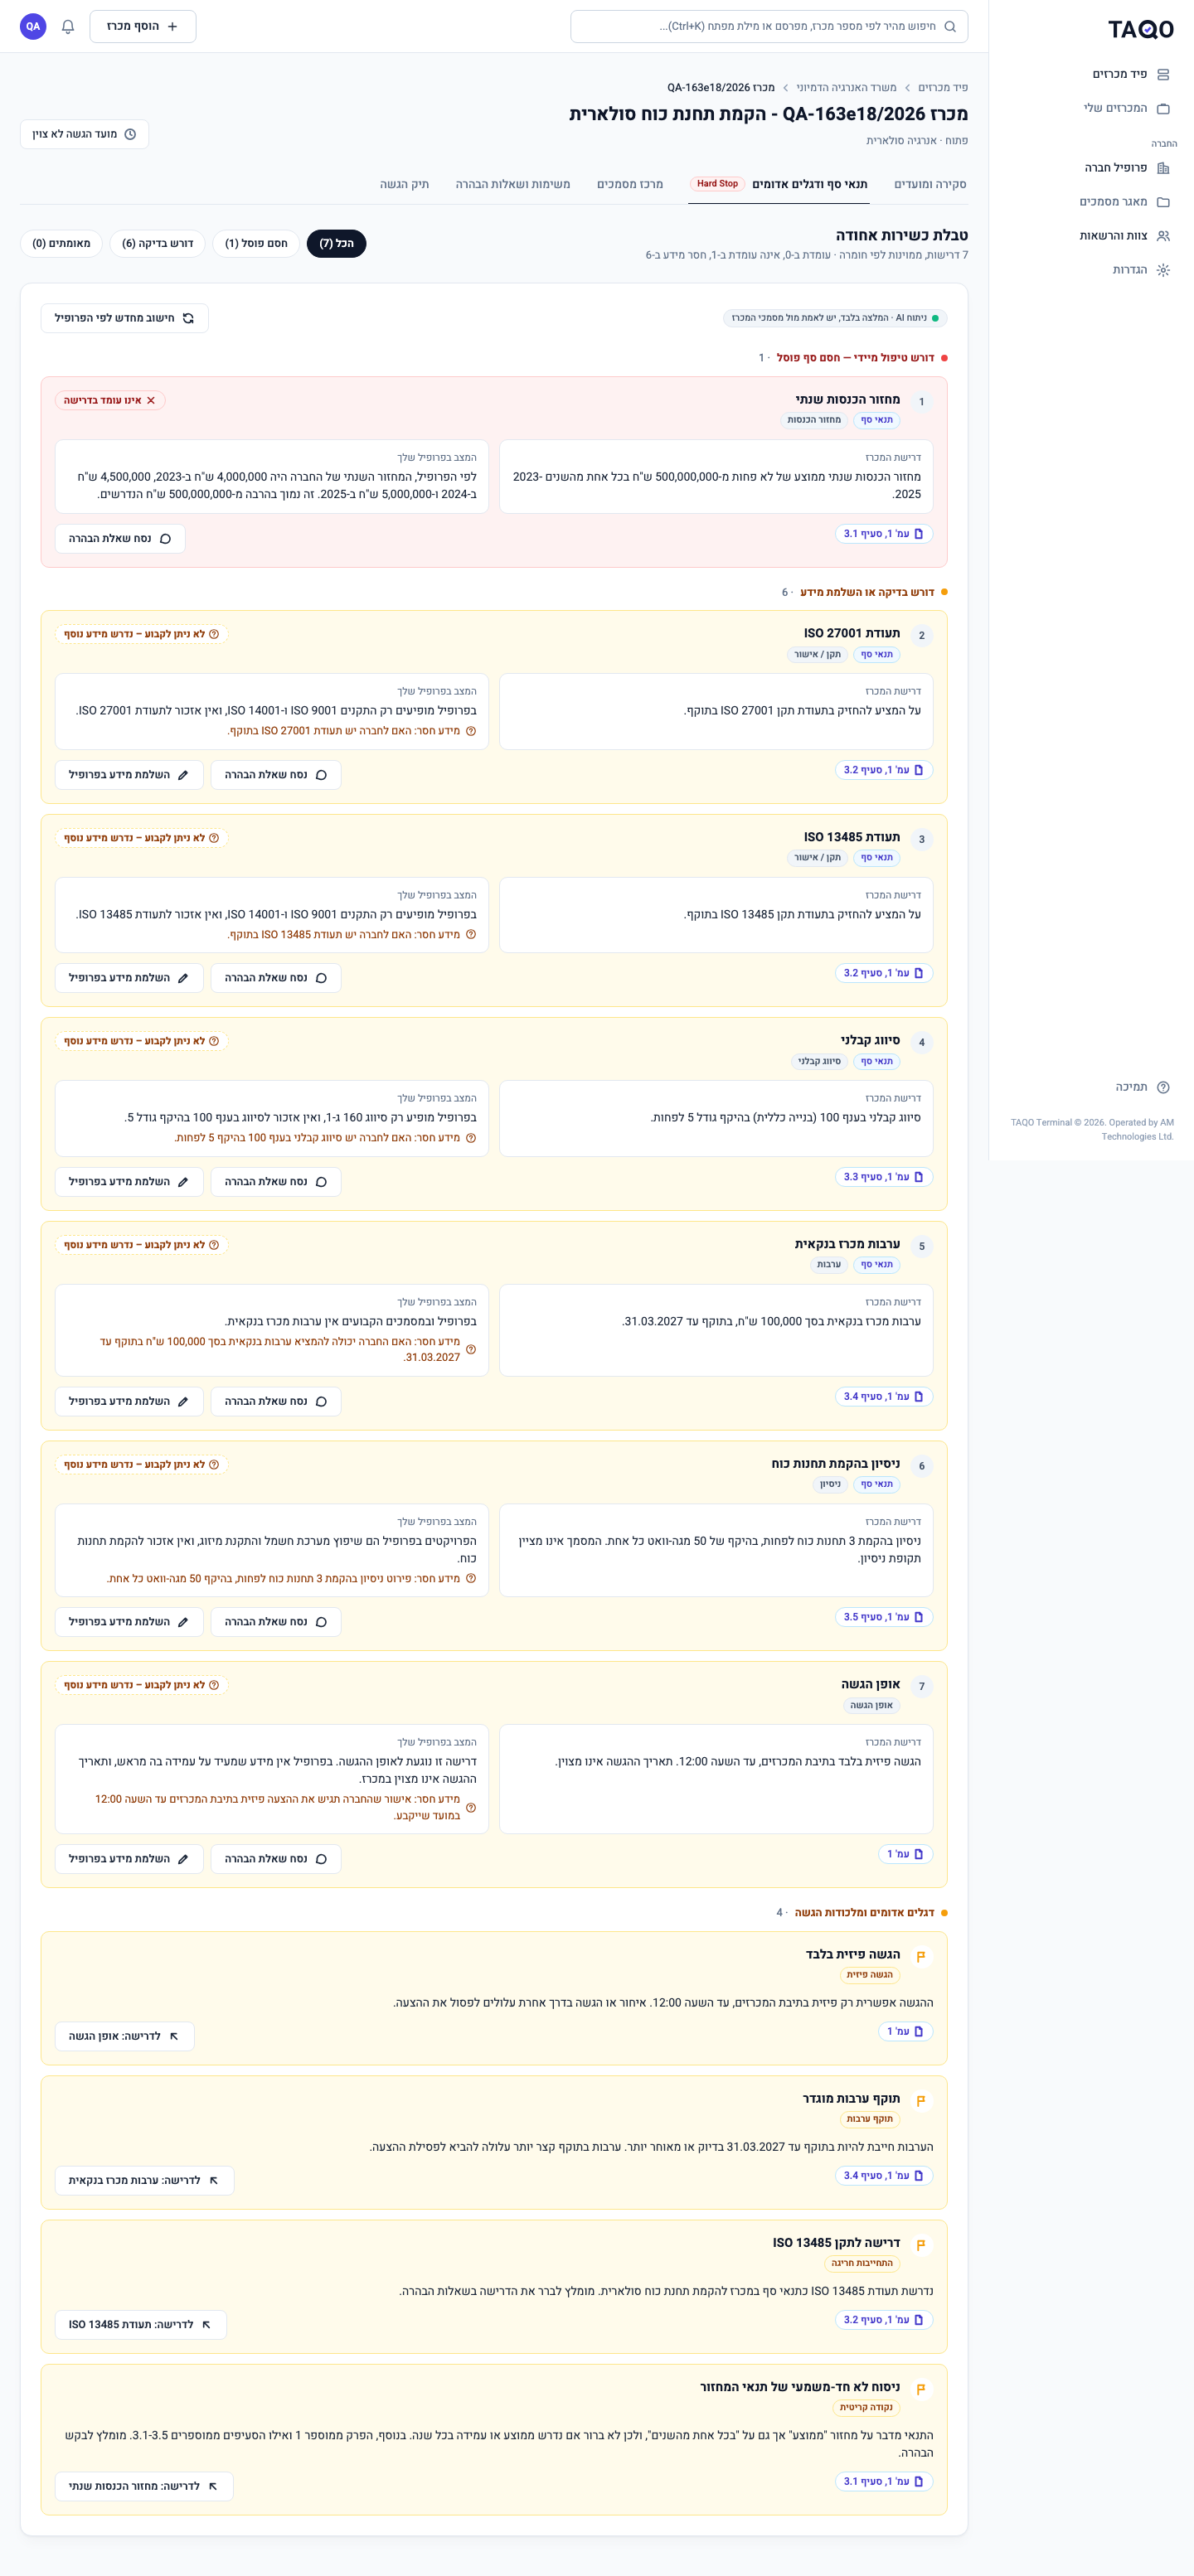 TAQO
פיד מכרזים
המכרזים שלי
החברה
פרופיל חברה
מאגר מסמכים
צוות והרשאות
הגדרות
תמיכה
TAQO Terminal © 2026. Operated by AM
Technologies Ltd.
חיפוש מהיר לפי מספר מכרז, מפרסם או מילת מפתח (Ctrl+K)...
הוסף מכרז
QA
פיד מכרזים
משרד האנרגיה הדמיוני
מכרז QA-163e18/2026
מכרז QA-163e18/2026 - הקמת תחנת כוח סולארית
פתוח · אנרגיה סולארית
מועד הגשה לא צוין
סקירה ומועדים
תנאי סף ודגלים אדומים Hard Stop
מרכז מסמכים
משימות ושאלות הבהרה
תיק הגשה
טבלת כשירות אחודה
7 דרישות, ממוינות לפי חומרה · עומדת ב-0, אינה עומדת ב-1, חסר מידע ב-6
הכל (7)
חסם פוסל (1)
דורש בדיקה (6)
מאומתים (0)
ניתוח AI · המלצה בלבד, יש לאמת מול מסמכי המכרז
חישוב מחדש לפי הפרופיל
דורש טיפול מיידי — חסם סף פוסל · 1
1
מחזור הכנסות שנתי
תנאי סף
מחזור הכנסות
אינו עומד בדרישה
דרישת המכרז
מחזור הכנסות שנתי ממוצע של לא פחות מ-500,000,000 ש"ח בכל אחת מהשנים 2023-
2025.
המצב בפרופיל שלך
לפי הפרופיל, המחזור השנתי של החברה היה 4,000,000 ש"ח ב-2023, 4,500,000 ש"ח
ב-2024 ו-5,000,000 ש"ח ב-2025. זה נמוך בהרבה מ-500,000,000 ש"ח הנדרשים.
עמ' 1, סעיף 3.1
נסח שאלת הבהרה
דורש בדיקה או השלמת מידע · 6
2
תעודת ISO 27001
תנאי סף
תקן / אישור
לא ניתן לקבוע – נדרש מידע נוסף
דרישת המכרז
על המציע להחזיק בתעודת תקן ISO 27001 בתוקף.
המצב בפרופיל שלך
בפרופיל מופיעים רק התקנים ISO 9001 ו-ISO 14001, ואין אזכור לתעודת ISO 27001.
מידע חסר: האם לחברה יש תעודת ISO 27001 בתוקף.
עמ' 1, סעיף 3.2
נסח שאלת הבהרה
השלמת מידע בפרופיל
3
תעודת ISO 13485
תנאי סף
תקן / אישור
לא ניתן לקבוע – נדרש מידע נוסף
דרישת המכרז
על המציע להחזיק בתעודת תקן ISO 13485 בתוקף.
המצב בפרופיל שלך
בפרופיל מופיעים רק התקנים ISO 9001 ו-ISO 14001, ואין אזכור לתעודת ISO 13485.
מידע חסר: האם לחברה יש תעודת ISO 13485 בתוקף.
עמ' 1, סעיף 3.2
נסח שאלת הבהרה
השלמת מידע בפרופיל
4
סיווג קבלני
תנאי סף
סיווג קבלני
לא ניתן לקבוע – נדרש מידע נוסף
דרישת המכרז
סיווג קבלני בענף 100 (בנייה כללית) בהיקף גודל 5 לפחות.
המצב בפרופיל שלך
בפרופיל מופיע רק סיווג 160 ג-1, ואין אזכור לסיווג בענף 100 בהיקף גודל 5.
מידע חסר: האם לחברה יש סיווג קבלני בענף 100 בהיקף 5 לפחות.
עמ' 1, סעיף 3.3
נסח שאלת הבהרה
השלמת מידע בפרופיל
5
ערבות מכרז בנקאית
תנאי סף
ערבות
לא ניתן לקבוע – נדרש מידע נוסף
דרישת המכרז
ערבות מכרז בנקאית בסך 100,000 ש"ח, בתוקף עד 31.03.2027.
המצב בפרופיל שלך
בפרופיל ובמסמכים הקבועים אין ערבות מכרז בנקאית.
מידע חסר: האם החברה יכולה להמציא ערבות בנקאית בסך 100,000 ש"ח בתוקף עד
31.03.2027.
עמ' 1, סעיף 3.4
נסח שאלת הבהרה
השלמת מידע בפרופיל
6
ניסיון בהקמת תחנות כוח
תנאי סף
ניסיון
לא ניתן לקבוע – נדרש מידע נוסף
דרישת המכרז
ניסיון בהקמת 3 תחנות כוח לפחות, בהיקף של 50 מגה-וואט כל אחת. המסמך אינו מציין
תקופת ניסיון.
המצב בפרופיל שלך
הפרויקטים בפרופיל הם שיפוץ מערכת חשמל והתקנת מיזוג, ואין אזכור להקמת תחנות
כוח.
מידע חסר: פירוט ניסיון בהקמת 3 תחנות כוח לפחות, בהיקף 50 מגה-וואט כל אחת.
עמ' 1, סעיף 3.5
נסח שאלת הבהרה
השלמת מידע בפרופיל
7
אופן הגשה
אופן הגשה
לא ניתן לקבוע – נדרש מידע נוסף
דרישת המכרז
הגשה פיזית בלבד בתיבת המכרזים, עד השעה 12:00. תאריך ההגשה אינו מצוין.
המצב בפרופיל שלך
דרישה זו נוגעת לאופן ההגשה. בפרופיל אין מידע שמעיד על עמידה בה מראש, ותאריך
ההגשה אינו מצוין במכרז.
מידע חסר: אישור שהחברה תגיש את ההצעה פיזית בתיבת המכרזים עד השעה 12:00
במועד שייקבע.
עמ' 1
נסח שאלת הבהרה
השלמת מידע בפרופיל
דגלים אדומים ומלכודות הגשה · 4
הגשה פיזית בלבד
הגשה פיזית
ההגשה אפשרית רק פיזית בתיבת המכרזים, עד השעה 12:00. איחור או הגשה בדרך אחרת עלולים לפסול את ההצעה.
עמ' 1
לדרישה: אופן הגשה
תוקף ערבות מוגדר
תוקף ערבות
הערבות חייבת להיות בתוקף עד 31.03.2027 בדיוק או מאוחר יותר. ערבות בתוקף קצר יותר עלולה להביא לפסילת ההצעה.
עמ' 1, סעיף 3.4
לדרישה: ערבות מכרז בנקאית
דרישה לתקן ISO 13485
התחייבות חריגה
נדרשת תעודת ISO 13485 כתנאי סף במכרז להקמת תחנת כוח סולארית. מומלץ לברר את הדרישה בשאלות הבהרה.
עמ' 1, סעיף 3.2
לדרישה: תעודת ISO 13485
ניסוח לא חד-משמעי של תנאי המחזור
נקודה קריטית
התנאי מדבר על מחזור "ממוצע" אך גם על "בכל אחת מהשנים", ולכן לא ברור אם נדרש ממוצע או עמידה בכל שנה. בנוסף, הפרק ממוספר 1 ואילו הסעיפים ממוספרים 3.1-3.5. מומלץ לבקש
הבהרה.
עמ' 1, סעיף 3.1
לדרישה: מחזור הכנסות שנתי